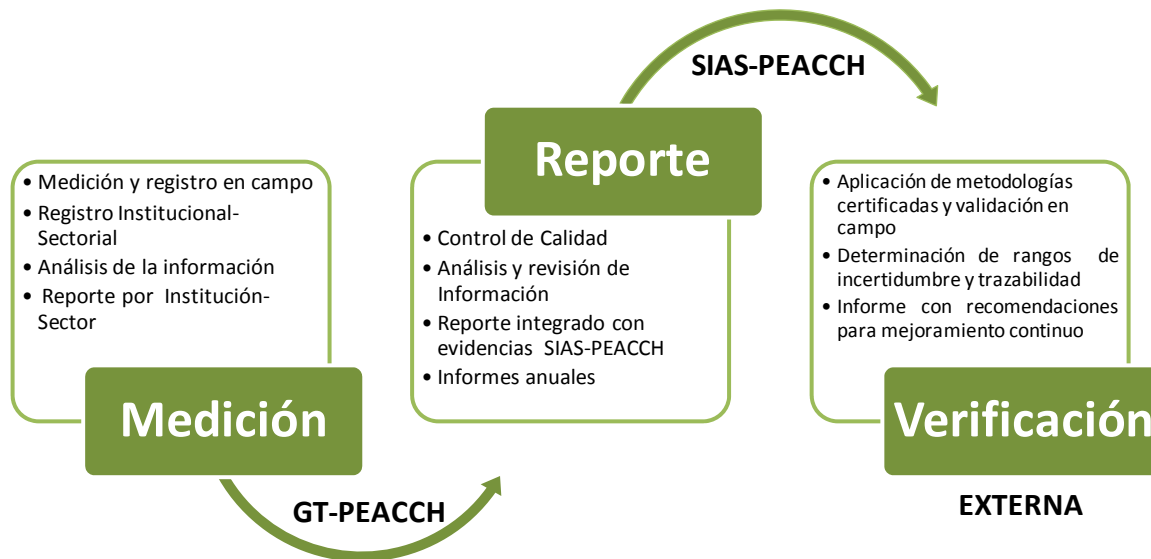 • Medición y registro en campo
• Registro Institucional-
Sectorial
• Análisis de la información
• Reporte por Institución-
Sector
Medición
GT-PEACCH
Reporte
• Control de Calidad
• Análisis y revisión de
Información
• Reporte integrado con
evidencias SIAS-PEACCH
• Informes anuales
SIAS-PEACCH
• Aplicación de metodologías
certificadas y validación en
campo
• Determinación de rangos de
incertidumbre y trazabilidad
• Informe con recomendaciones
para mejoramiento continuo
Verificación
EXTERNA